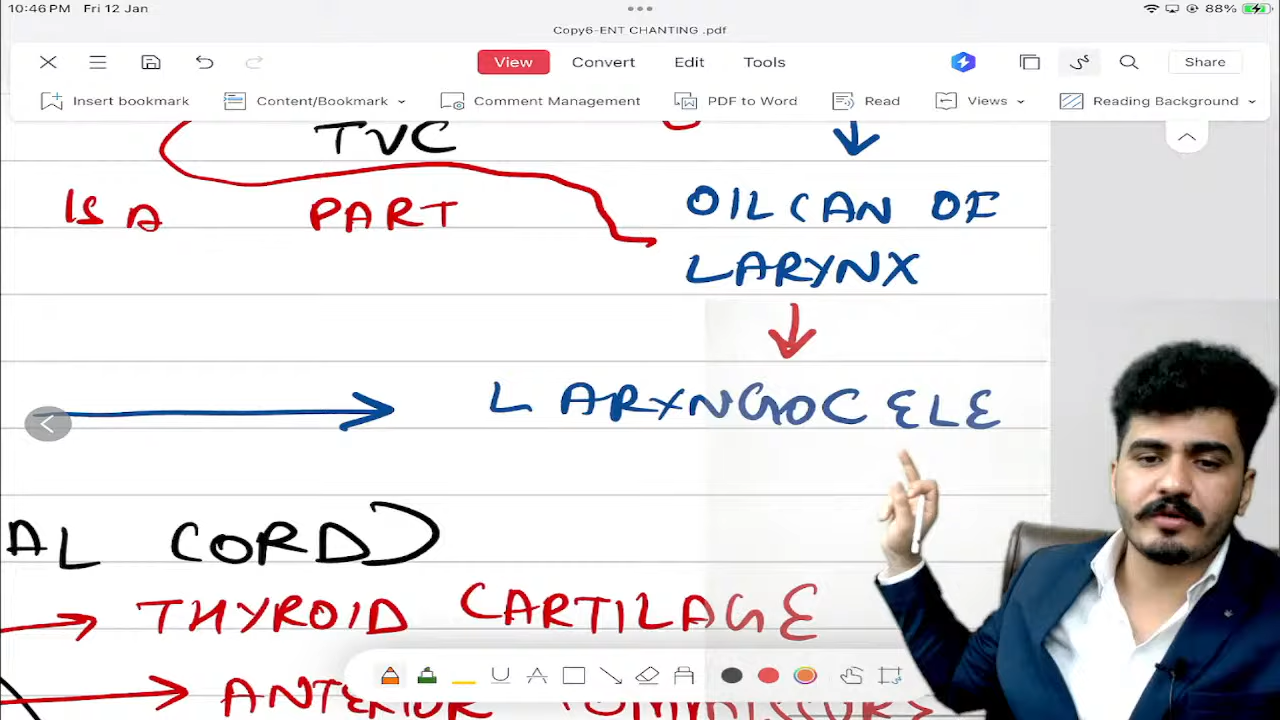 10:46 PM Fri 12 Jan 88%
Copy6-ENT CHANTING .pdf
View Convert Edit Tools Share
Insert bookmark Content/Bookmark Comment Management PDF to Word Read Views Reading Background
TVC
IS A PART OILCAN OF
LARYNX
LARYNGOCELE
AL CORD)
THYROID CARTILAGE
ANTERIOR COMMISSURE